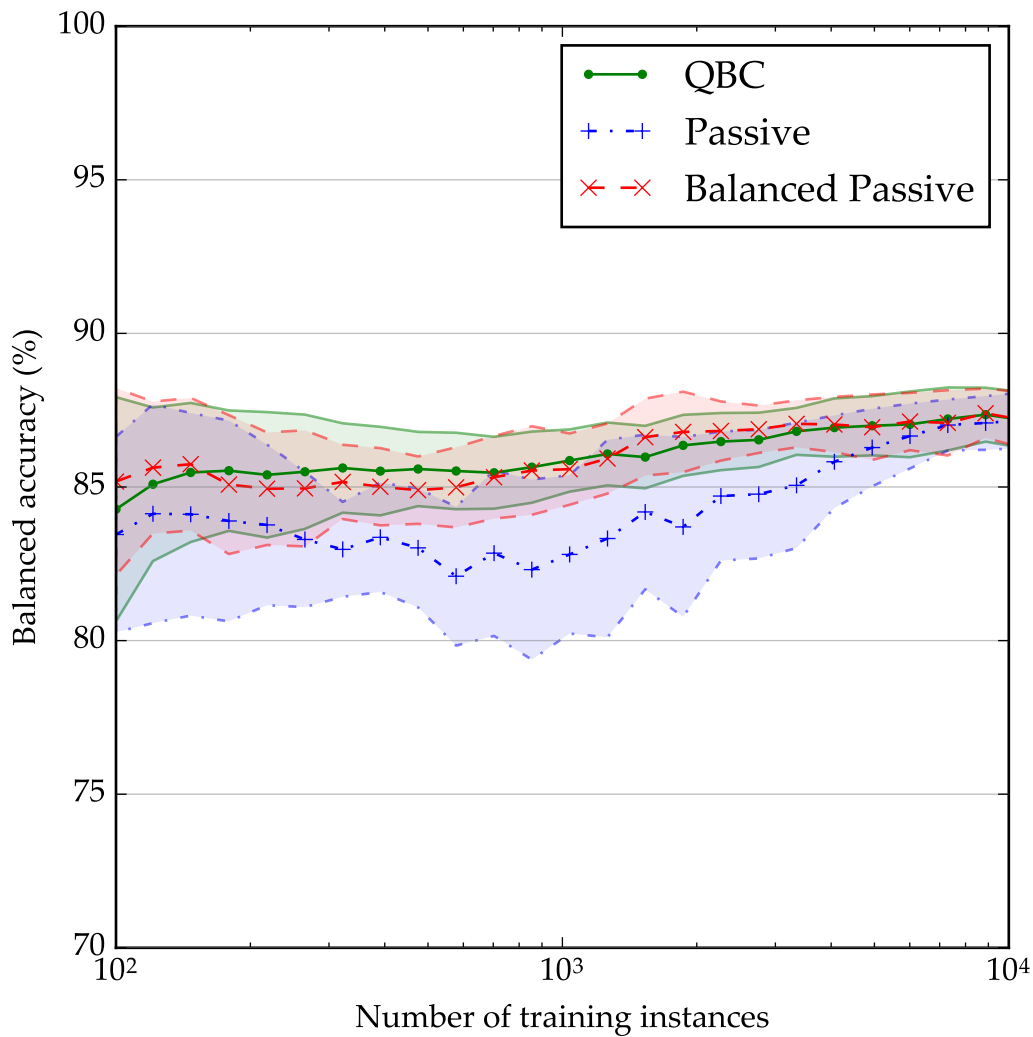 100
95
90
85
80
75
70
Balanced accuracy (%)
QBC
Passive
Balanced Passive
10² 10³ 10⁴
Number of training instances